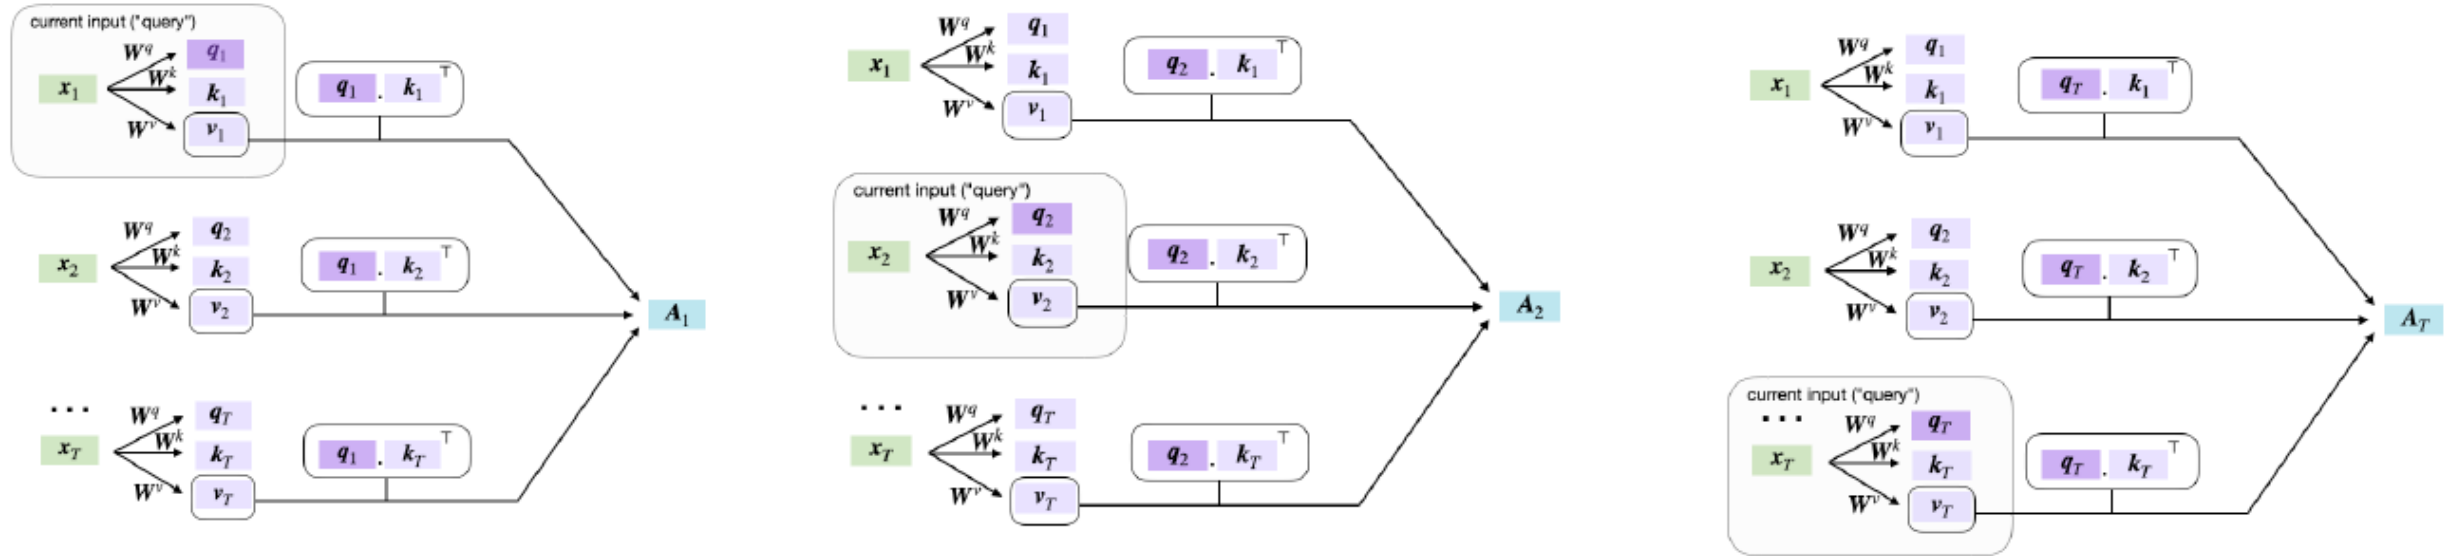 current input ("query")
W^q
q_1
x_1
W^k
k_1
W^v
v_1
q_1 . k_1^⊤
W^q
q_2
x_2
W^k
k_2
W^v
v_2
q_1 . k_2^⊤
A_1
...
W^q
q_T
x_T
W^k
k_T
W^v
v_T
q_1 . k_T^⊤
W^q
q_1
x_1
W^k
k_1
W^v
v_1
q_2 . k_1^⊤
current input ("query")
W^q
q_2
x_2
W^k
k_2
W^v
v_2
q_2 . k_2^⊤
A_2
...
W^q
q_T
x_T
W^k
k_T
W^v
v_T
q_2 . k_T^⊤
W^q
q_1
x_1
W^k
k_1
W^v
v_1
q_T . k_1^⊤
W^q
q_2
x_2
W^k
k_2
W^v
v_2
q_T . k_2^⊤
A_T
current input ("query")
...
W^q
q_T
x_T
W^k
k_T
W^v
v_T
q_T . k_T^⊤